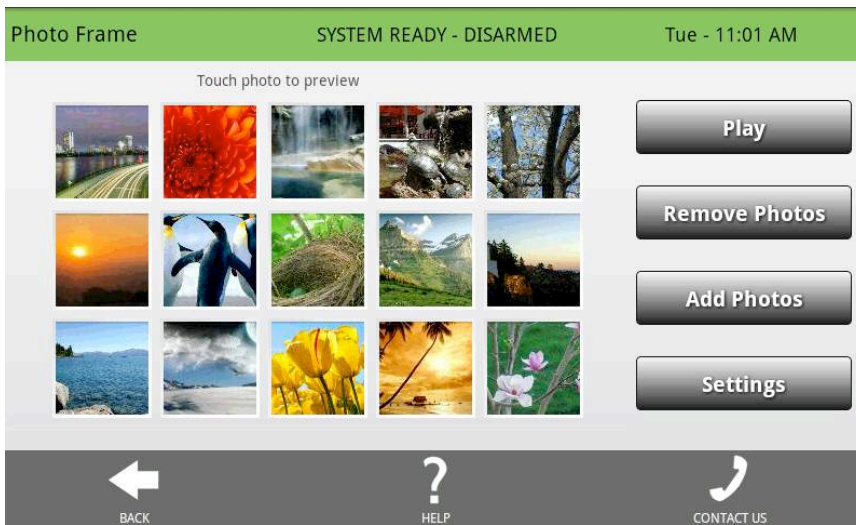 Photo Frame
SYSTEM READY - DISARMED
Tue - 11:01 AM
Touch photo to preview
Play
Remove Photos
Add Photos
Settings
BACK
HELP
CONTACT US